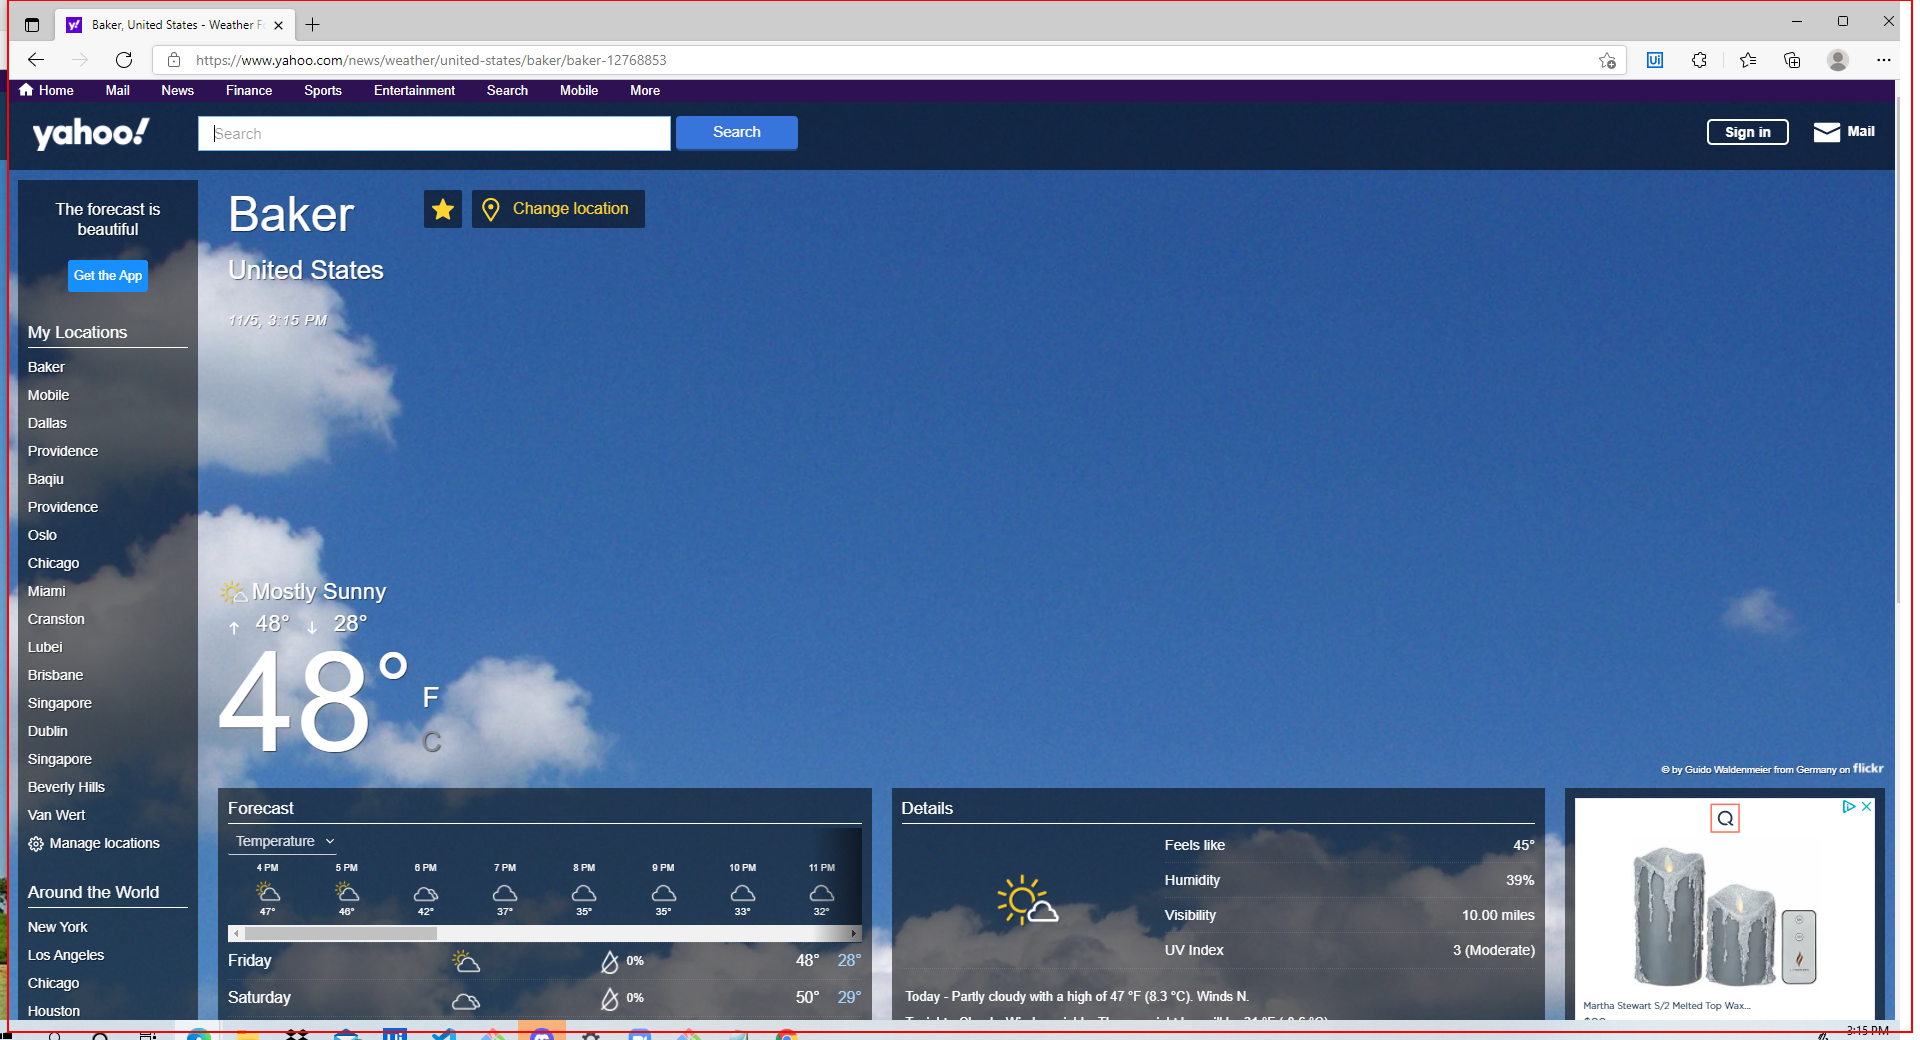 Baker, United States - Weather F
https://www.yahoo.com/news/weather/united-states/baker/baker-12768853
Home Mail News Finance Sports Entertainment Search Mobile More
yahoo!
Search
Search
Sign in
Mail
The forecast is
beautiful
Get the App
My Locations
Baker
Mobile
Dallas
Providence
Baqiu
Providence
Oslo
Chicago
Miami
Cranston
Lubei
Brisbane
Singapore
Dublin
Singapore
Beverly Hills
Van Wert
Manage locations
Around the World
New York
Los Angeles
Chicago
Houston
Baker
Change location
United States
11/5, 3:15 PM
Mostly Sunny
48° 28°
48° F
C
© by Guido Waldenmeier from Germany on flickr
Forecast
Temperature
4 PM 5 PM 6 PM 7 PM 8 PM 9 PM 10 PM 11 PM
47° 46° 42° 37° 35° 35° 33° 32°
Friday 0% 48° 28°
Saturday 0% 50° 29°
Details
Feels like 45°
Humidity 39%
Visibility 10.00 miles
UV Index 3 (Moderate)
Today - Partly cloudy with a high of 47 °F (8.3 °C). Winds N.
Martha Stewart S/2 Melted Top Wax...
3:15 PM